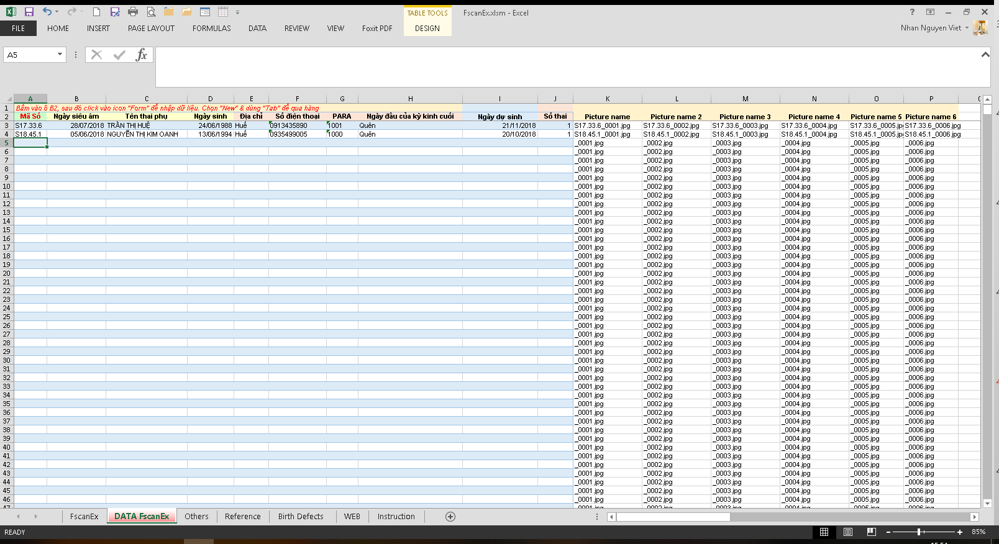 TABLE TOOLS
FscanEx.xlsm - Excel
FILE HOME INSERT PAGE LAYOUT FORMULAS DATA REVIEW VIEW Foxit PDF DESIGN
Nhan Nguyen Viet
A5
fx
A B C D E F G H I J K L M N O P
1 Bấm vào ô B2, sau đó click vào icon "Form" để nhập dữ liệu. Chọn "New" & dùng "Tab" để qua hàng
2 Mã Số Ngày siêu âm Tên thai phụ Ngày sinh Địa chỉ Số điện thoại PARA Ngày đầu của kỳ kinh cuối Ngày dự sinh Số thai Picture name Picture name 2 Picture name 3 Picture name 4 Picture name 5 Picture name 6
3 S17.33.6 28/07/2018 TRẦN THỊ HUỆ 24/06/1988 Huế 0913435890 1001 Quên 21/11/2018 1 S17.33.6_0001.jpg S17.33.6_0002.jpg S17.33.6_0003.jpg S17.33.6_0004.jpg S17.33.6_0005.jp S17.33.6_0006.jpg
4 S18.45.1 05/06/2018 NGUYỄN THỊ KIM OANH 13/06/1994 Huế 0935499005 1000 Quên 20/10/2018 1 S18.45.1_0001.jpg S18.45.1_0002.jpg S18.45.1_0003.jpg S18.45.1_0004.jpg S18.45.1_0005.jp S18.45.1_0006.jpg
5 _0001.jpg _0002.jpg _0003.jpg _0004.jpg _0005.jpg _0006.jpg
6 _0001.jpg _0002.jpg _0003.jpg _0004.jpg _0005.jpg _0006.jpg
7 _0001.jpg _0002.jpg _0003.jpg _0004.jpg _0005.jpg _0006.jpg
8 _0001.jpg _0002.jpg _0003.jpg _0004.jpg _0005.jpg _0006.jpg
9 _0001.jpg _0002.jpg _0003.jpg _0004.jpg _0005.jpg _0006.jpg
10 _0001.jpg _0002.jpg _0003.jpg _0004.jpg _0005.jpg _0006.jpg
11 _0001.jpg _0002.jpg _0003.jpg _0004.jpg _0005.jpg _0006.jpg
12 _0001.jpg _0002.jpg _0003.jpg _0004.jpg _0005.jpg _0006.jpg
13 _0001.jpg _0002.jpg _0003.jpg _0004.jpg _0005.jpg _0006.jpg
14 _0001.jpg _0002.jpg _0003.jpg _0004.jpg _0005.jpg _0006.jpg
15 _0001.jpg _0002.jpg _0003.jpg _0004.jpg _0005.jpg _0006.jpg
16 _0001.jpg _0002.jpg _0003.jpg _0004.jpg _0005.jpg _0006.jpg
17 _0001.jpg _0002.jpg _0003.jpg _0004.jpg _0005.jpg _0006.jpg
18 _0001.jpg _0002.jpg _0003.jpg _0004.jpg _0005.jpg _0006.jpg
19 _0001.jpg _0002.jpg _0003.jpg _0004.jpg _0005.jpg _0006.jpg
20 _0001.jpg _0002.jpg _0003.jpg _0004.jpg _0005.jpg _0006.jpg
21 _0001.jpg _0002.jpg _0003.jpg _0004.jpg _0005.jpg _0006.jpg
22 _0001.jpg _0002.jpg _0003.jpg _0004.jpg _0005.jpg _0006.jpg
23 _0001.jpg _0002.jpg _0003.jpg _0004.jpg _0005.jpg _0006.jpg
24 _0001.jpg _0002.jpg _0003.jpg _0004.jpg _0005.jpg _0006.jpg
25 _0001.jpg _0002.jpg _0003.jpg _0004.jpg _0005.jpg _0006.jpg
26 _0001.jpg _0002.jpg _0003.jpg _0004.jpg _0005.jpg _0006.jpg
27 _0001.jpg _0002.jpg _0003.jpg _0004.jpg _0005.jpg _0006.jpg
28 _0001.jpg _0002.jpg _0003.jpg _0004.jpg _0005.jpg _0006.jpg
29 _0001.jpg _0002.jpg _0003.jpg _0004.jpg _0005.jpg _0006.jpg
30 _0001.jpg _0002.jpg _0003.jpg _0004.jpg _0005.jpg _0006.jpg
31 _0001.jpg _0002.jpg _0003.jpg _0004.jpg _0005.jpg _0006.jpg
32 _0001.jpg _0002.jpg _0003.jpg _0004.jpg _0005.jpg _0006.jpg
33 _0001.jpg _0002.jpg _0003.jpg _0004.jpg _0005.jpg _0006.jpg
34 _0001.jpg _0002.jpg _0003.jpg _0004.jpg _0005.jpg _0006.jpg
35 _0001.jpg _0002.jpg _0003.jpg _0004.jpg _0005.jpg _0006.jpg
36 _0001.jpg _0002.jpg _0003.jpg _0004.jpg _0005.jpg _0006.jpg
37 _0001.jpg _0002.jpg _0003.jpg _0004.jpg _0005.jpg _0006.jpg
38 _0001.jpg _0002.jpg _0003.jpg _0004.jpg _0005.jpg _0006.jpg
39 _0001.jpg _0002.jpg _0003.jpg _0004.jpg _0005.jpg _0006.jpg
40 _0001.jpg _0002.jpg _0003.jpg _0004.jpg _0005.jpg _0006.jpg
41 _0001.jpg _0002.jpg _0003.jpg _0004.jpg _0005.jpg _0006.jpg
42 _0001.jpg _0002.jpg _0003.jpg _0004.jpg _0005.jpg _0006.jpg
43 _0001.jpg _0002.jpg _0003.jpg _0004.jpg _0005.jpg _0006.jpg
44 _0001.jpg _0002.jpg _0003.jpg _0004.jpg _0005.jpg _0006.jpg
45 _0001.jpg _0002.jpg _0003.jpg _0004.jpg _0005.jpg _0006.jpg
46 _0001.jpg _0002.jpg _0003.jpg _0004.jpg _0005.jpg _0006.jpg
FscanEx DATA FscanEx Others Reference Birth Defects WEB Instruction
READY 85%